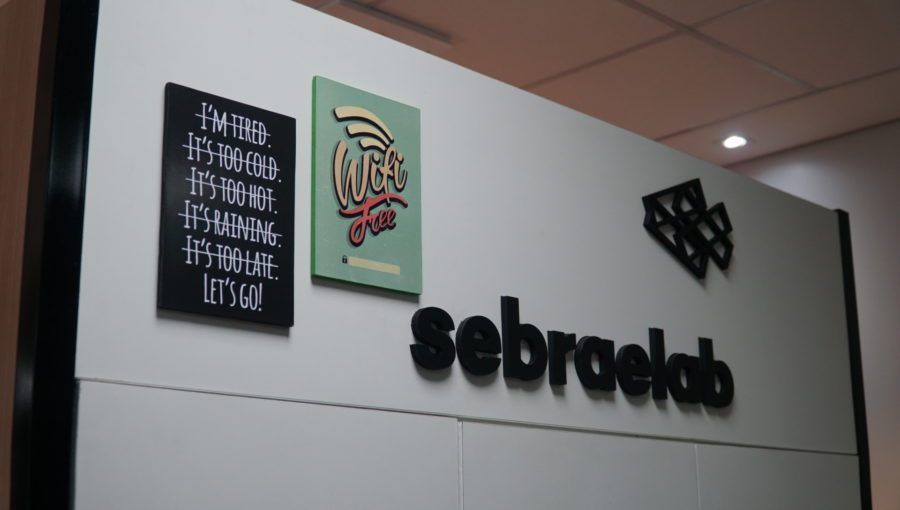 I'M TIRED.
IT'S TOO COLD.
IT'S TOO HOT.
IT'S RAINING.
IT'S TOO LATE.
LET'S GO!
Wifi
Free
sebraelab